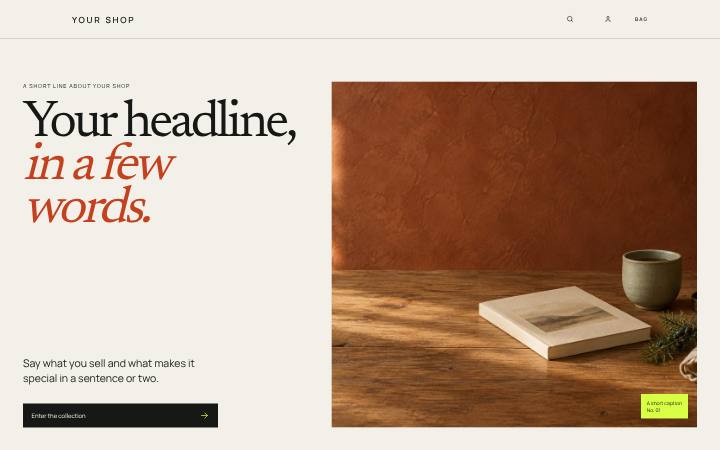 YOUR SHOP
BAG
A SHORT LINE ABOUT YOUR SHOP
Your headline,
in a few
words.
Say what you sell and what makes it
special in a sentence or two.
Enter the collection
A short caption
No. 01